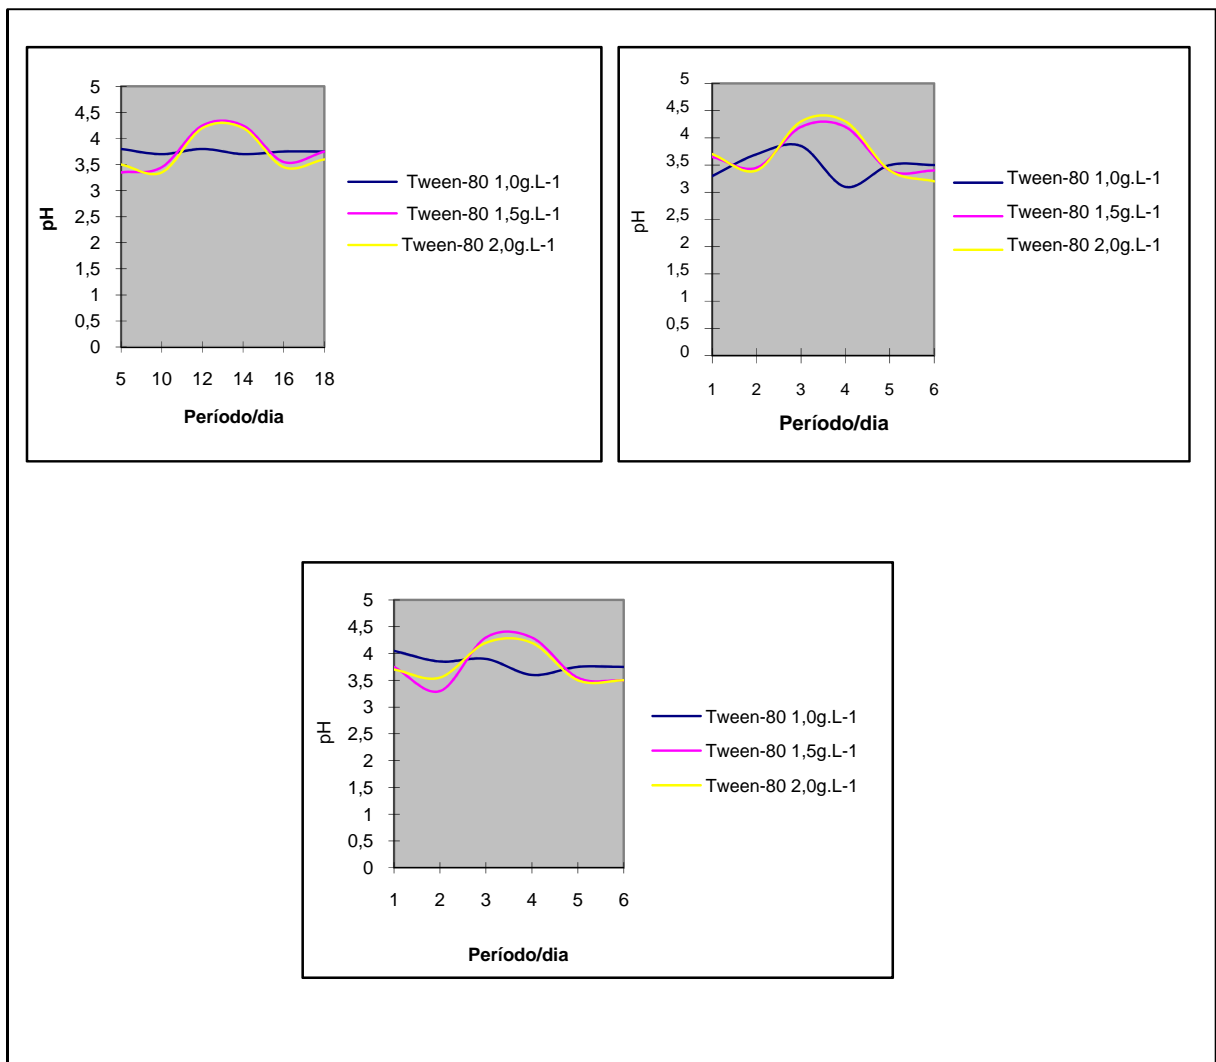 5
4,5
4
3,5
3
2,5
2
1,5
1
0,5
0
pH
5 10 12 14 16 18
Período/dia
Tween-80 1,0g.L-1
Tween-80 1,5g.L-1
Tween-80 2,0g.L-1
5
4,5
4
3,5
3
2,5
2
1,5
1
0,5
0
pH
1 2 3 4 5 6
Período/dia
Tween-80 1,0g.L-1
Tween-80 1,5g.L-1
Tween-80 2,0g.L-1
5
4,5
4
3,5
3
2,5
2
1,5
1
0,5
0
pH
1 2 3 4 5 6
Período/dia
Tween-80 1,0g.L-1
Tween-80 1,5g.L-1
Tween-80 2,0g.L-1